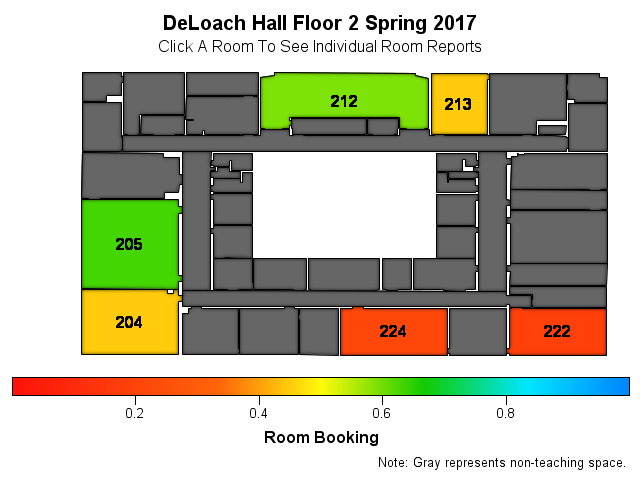 DeLoach Hall Floor 2 Spring 2017
Click A Room To See Individual Room Reports
212
213
205
204
224
222
0.2 0.4 0.6 0.8
Room Booking
Note: Gray represents non-teaching space.